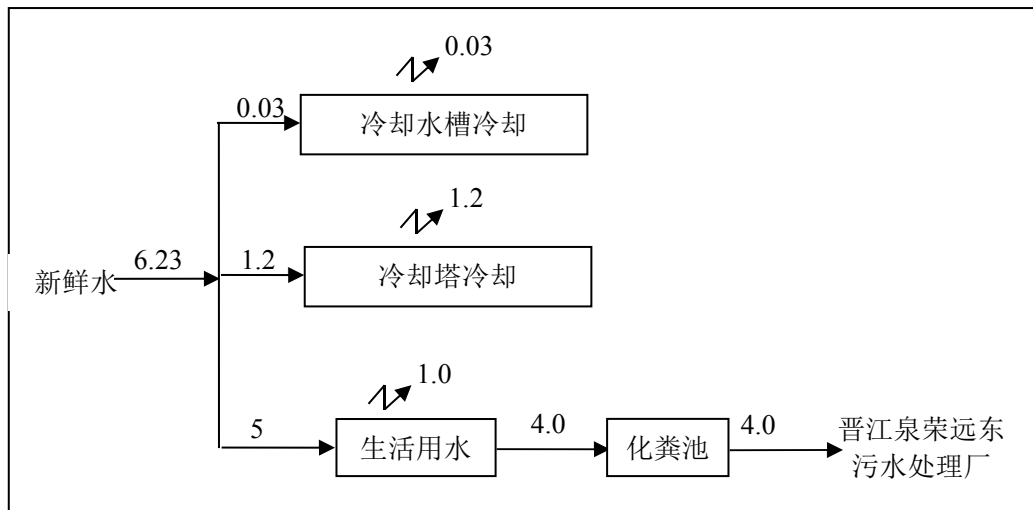 0.03
0.03
冷却水槽冷却
1.2
新鲜水
6.23
1.2
冷却塔冷却
1.0
5
生活用水
4.0
化粪池
4.0
晋江泉荣远东
污水处理厂